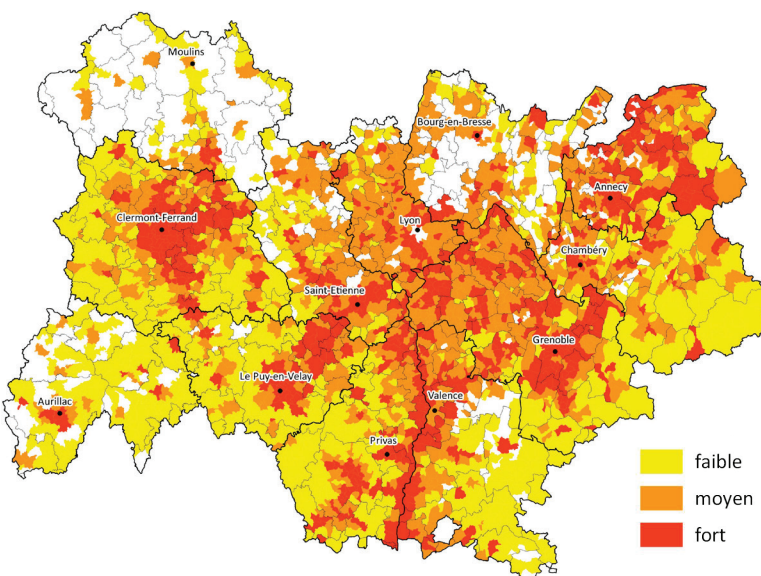 Moulins
Bourg-en-Bresse
Annecy
Clermont-Ferrand
Lyon
Chambéry
Saint-Etienne
Grenoble
Le Puy-en-Velay
Aurillac
Valence
Privas
faible
moyen
fort